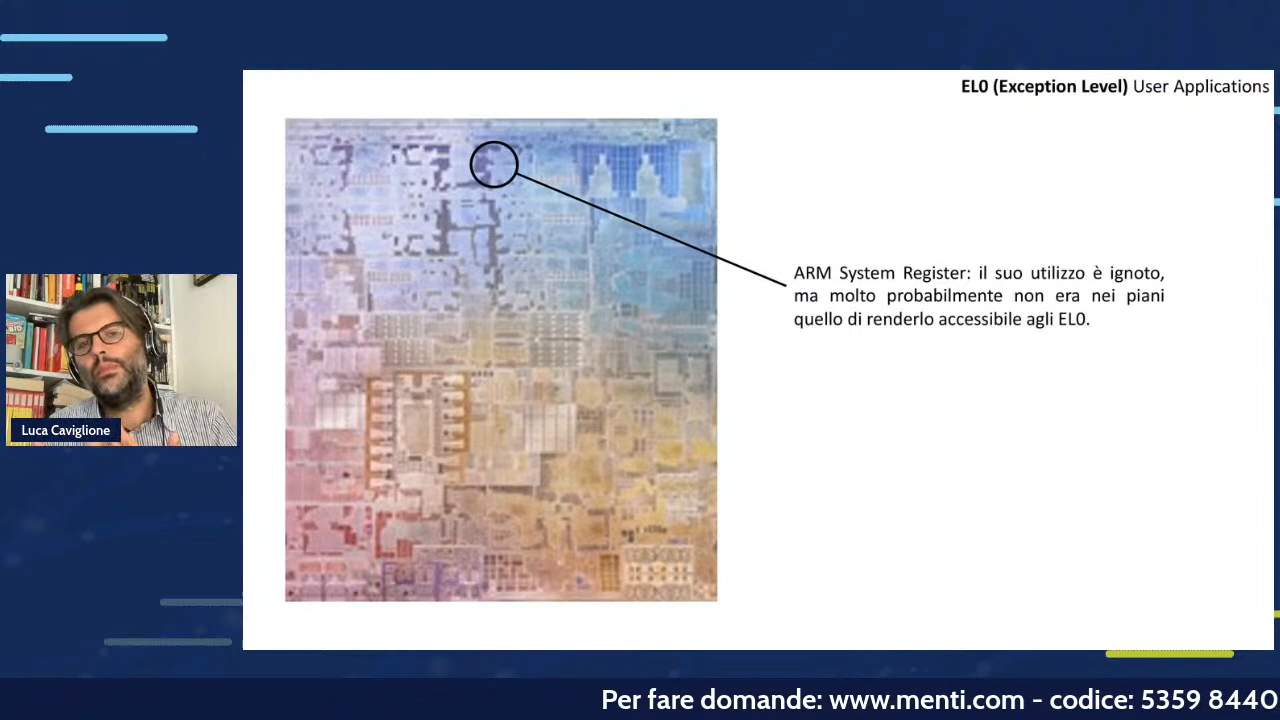 EL0 (Exception Level) User Applications
ARM System Register: il suo utilizzo è ignoto,
ma molto probabilmente non era nei piani
quello di renderlo accessibile agli EL0.
Luca Caviglione
Per fare domande: www.menti.com - codice: 5359 8440